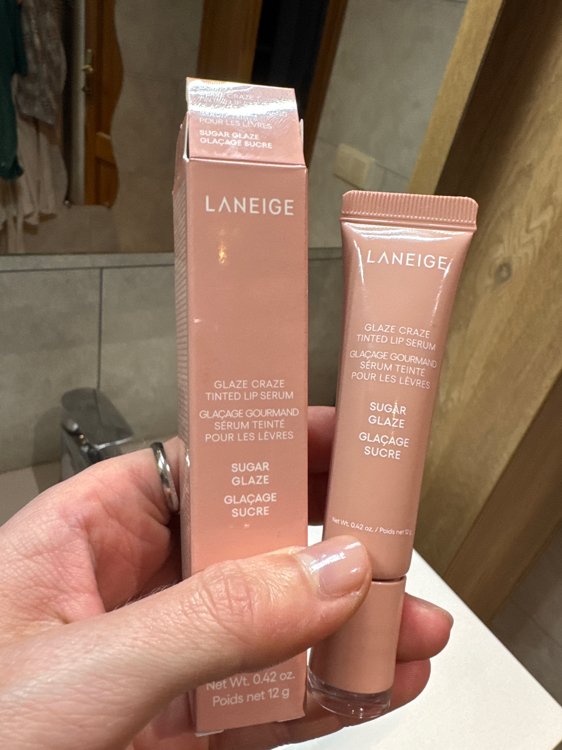 TINTED LIP SERUM
POUR LES LÈVRES
SUGAR GLAZE
GLAÇAGE SUCRE
LANEIGE
GLAZE CRAZE
TINTED LIP SERUM
GLAÇAGE GOURMAND
SÉRUM TEINTÉ
POUR LES LÈVRES
SUGAR
GLAZE
GLAÇAGE
SUCRE
Net Wt. 0.42 oz.
Poids net 12 g
LANEIGE
GLAZE CRAZE
TINTED LIP SERUM
GLAÇAGE GOURMAND
SÉRUM TEINTÉ
POUR LES LÈVRES
SUGAR
GLAZE
GLAÇAGE
SUCRE
Net Wt. 0.42 oz. / Poids net 12 g